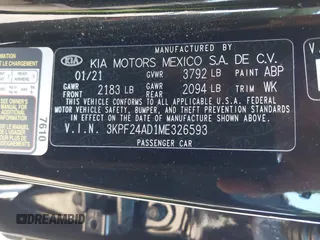 MANUFACTURED BY
KIA KIA MOTORS MEXICO S.A. DE C.V.
01/21 GVWR 3792 LB PAINT ABP
GAWR FRONT 2183 LB GAWR REAR 2094 LB TRIM WK
THIS VEHICLE CONFORMS TO ALL APPLICABLE U.S.A. FEDERAL
MOTOR VEHICLE SAFETY, BUMPER, AND THEFT PREVENTION STANDARDS
IN EFFECT ON THE DATE OF MANUFACTURE SHOWN ABOVE.
V.I.N. 3KPF24AD1ME326593
PASSENGER CAR
7610
DREAMBID